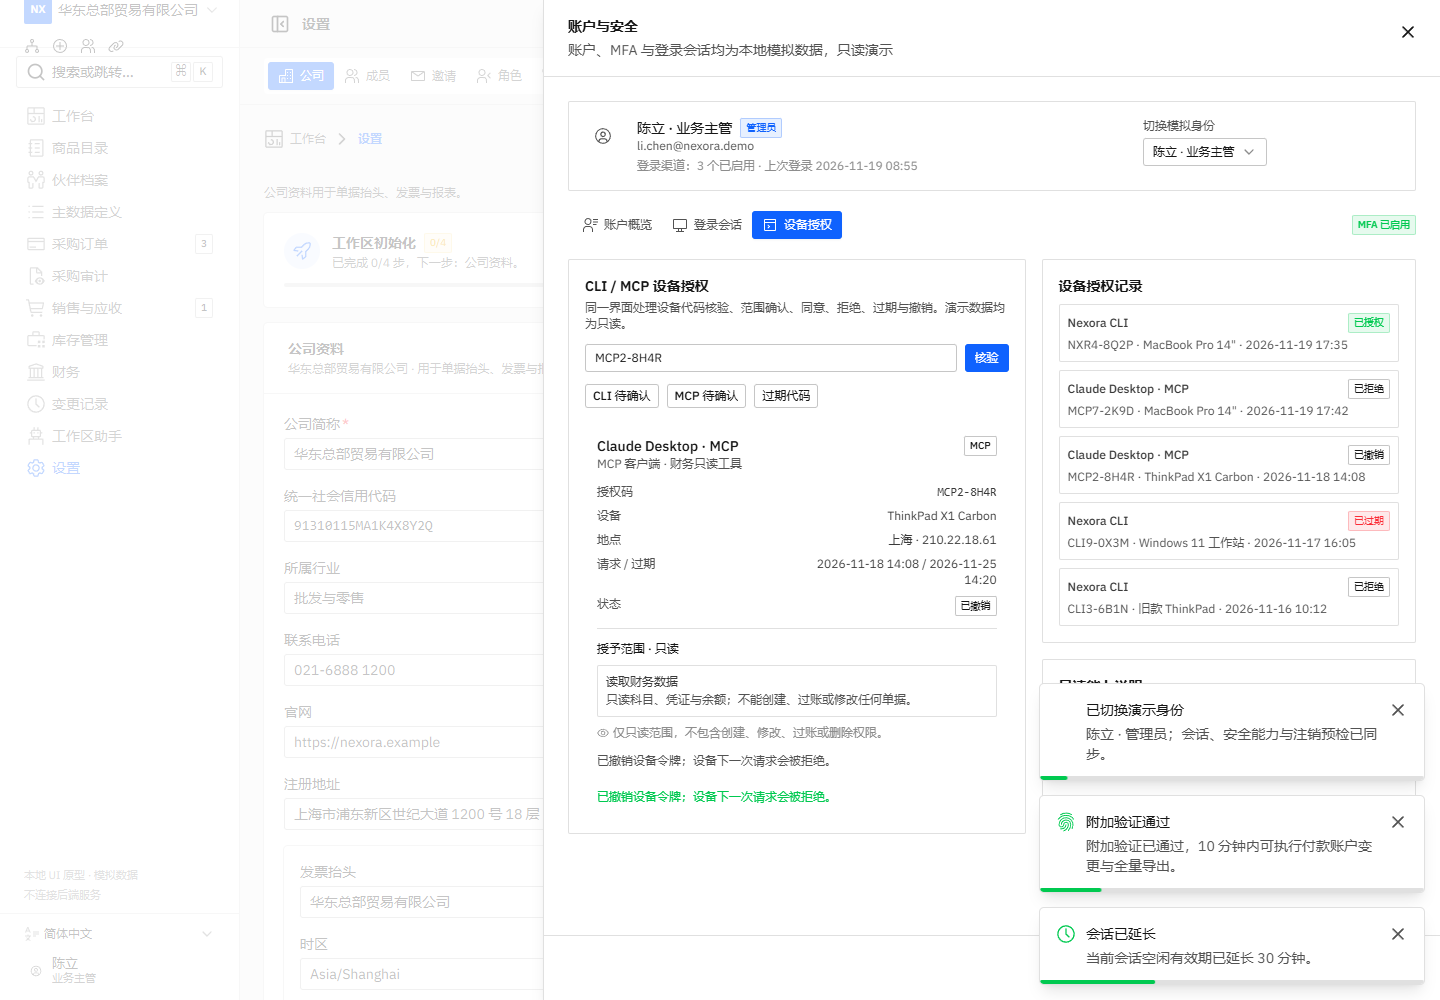 NX 华东总部贸易有限公司
搜索或跳转... ⌘ K
工作台
商品目录
伙伴档案
主数据定义
采购订单 3
采购审计
销售与应收 1
库存管理
财务
变更记录
工作区助手
设置
本地 UI 原型 · 模拟数据
不连接后端服务
简体中文
陈立
业务主管
设置
公司 成员 邀请 角色
工作台 设置
公司资料用于单据抬头、发票与报表。
工作区初始化 0/4
已完成 0/4 步，下一步：公司资料。
公司资料
华东总部贸易有限公司 · 用于单据抬头、发票与报
公司简称 *
华东总部贸易有限公司
统一社会信用代码
91310115MA1K4X8Y2Q
所属行业
批发与零售
联系电话
021-6888 1200
官网
https://nexora.example
注册地址
上海市浦东新区世纪大道 1200 号 18 层
发票抬头
华东总部贸易有限公司
时区
Asia/Shanghai
账户与安全
账户、MFA 与登录会话均为本地模拟数据，只读演示
陈立 · 业务主管 管理员
li.chen@nexora.demo
登录渠道：3 个已启用 · 上次登录 2026-11-19 08:55
切换模拟身份
陈立 · 业务主管
账户概览 登录会话 设备授权
MFA 已启用
CLI / MCP 设备授权
同一界面处理设备代码核验、范围确认、同意、拒绝、过期与撤销。演示数据均
为只读。
MCP2-8H4R 核验
CLI 待确认 MCP 待确认 过期代码
Claude Desktop · MCP MCP
MCP 客户端 · 财务只读工具
授权码 MCP2-8H4R
设备 ThinkPad X1 Carbon
地点 上海 · 210.22.18.61
请求 / 过期 2026-11-18 14:08 / 2026-11-25
14:20
状态 已撤销
授予范围 · 只读
读取财务数据
只读科目、凭证与余额；不能创建、过账或修改任何单据。
仅只读范围，不包含创建、修改、过账或删除权限。
已撤销设备令牌；设备下一次请求会被拒绝。
已撤销设备令牌；设备下一次请求会被拒绝。
设备授权记录
Nexora CLI 已授权
NXR4-8Q2P · MacBook Pro 14" · 2026-11-19 17:35
Claude Desktop · MCP 已拒绝
MCP7-2K9D · MacBook Pro 14" · 2026-11-19 17:42
Claude Desktop · MCP 已撤销
MCP2-8H4R · ThinkPad X1 Carbon · 2026-11-18 14:08
Nexora CLI 已过期
CLI9-0X3M · Windows 11 工作站 · 2026-11-17 16:05
Nexora CLI 已拒绝
CLI3-6B1N · 旧款 ThinkPad · 2026-11-16 10:12
已切换演示身份
陈立 · 管理员；会话、安全能力与注销预检已同
步。
附加验证通过
附加验证已通过，10 分钟内可执行付款账户变
更与全量导出。
会话已延长
当前会话空闲有效期已延长 30 分钟。